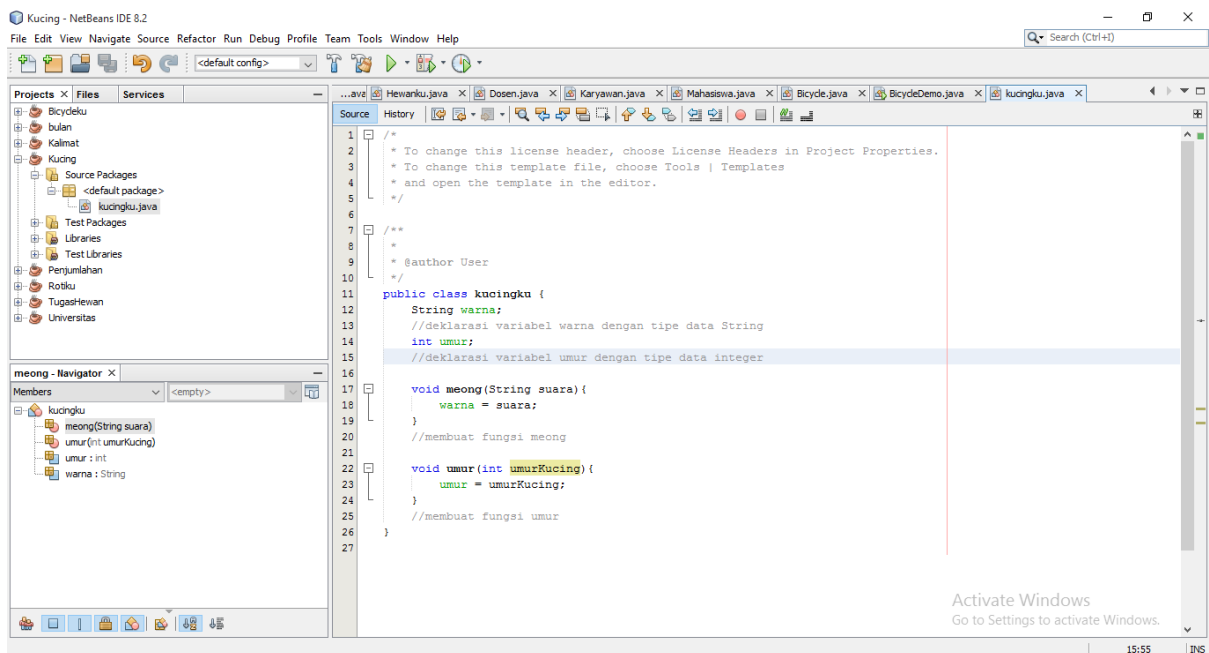 Kucing - NetBeans IDE 8.2
File Edit View Navigate Source Refactor Run Debug Profile Team Tools Window Help
Search (Ctrl+I)
<default config>
Projects Files Services
...ava Hewanku.java Dosen.java Karyawan.java Mahasiswa.java Bicycle.java BicycleDemo.java kucingku.java
Source History
Bicycleku
bulan
Kalimat
Kucing
Source Packages
<default package>
kucingku.java
Test Packages
Libraries
Test Libraries
Penjumlahan
Rotiku
TugasHewan
Universitas
meong - Navigator
Members <empty>
kucingku
meong(String suara)
umur(int umurKucing)
umur : int
warna : String
1 /*
2 * To change this license header, choose License Headers in Project Properties.
3 * To change this template file, choose Tools | Templates
4 * and open the template in the editor.
5 */
6
7 /**
8 *
9 * @author User
10 */
11 public class kucingku {
12 String warna;
13 //deklarasi variabel warna dengan tipe data String
14 int umur;
15 //deklarasi variabel umur dengan tipe data integer
16
17 void meong(String suara){
18 warna = suara;
19 }
20 //membuat fungsi meong
21
22 void umur(int umurKucing){
23 umur = umurKucing;
24 }
25 //membuat fungsi umur
26 }
27
Activate Windows
Go to Settings to activate Windows.
15:55 INS